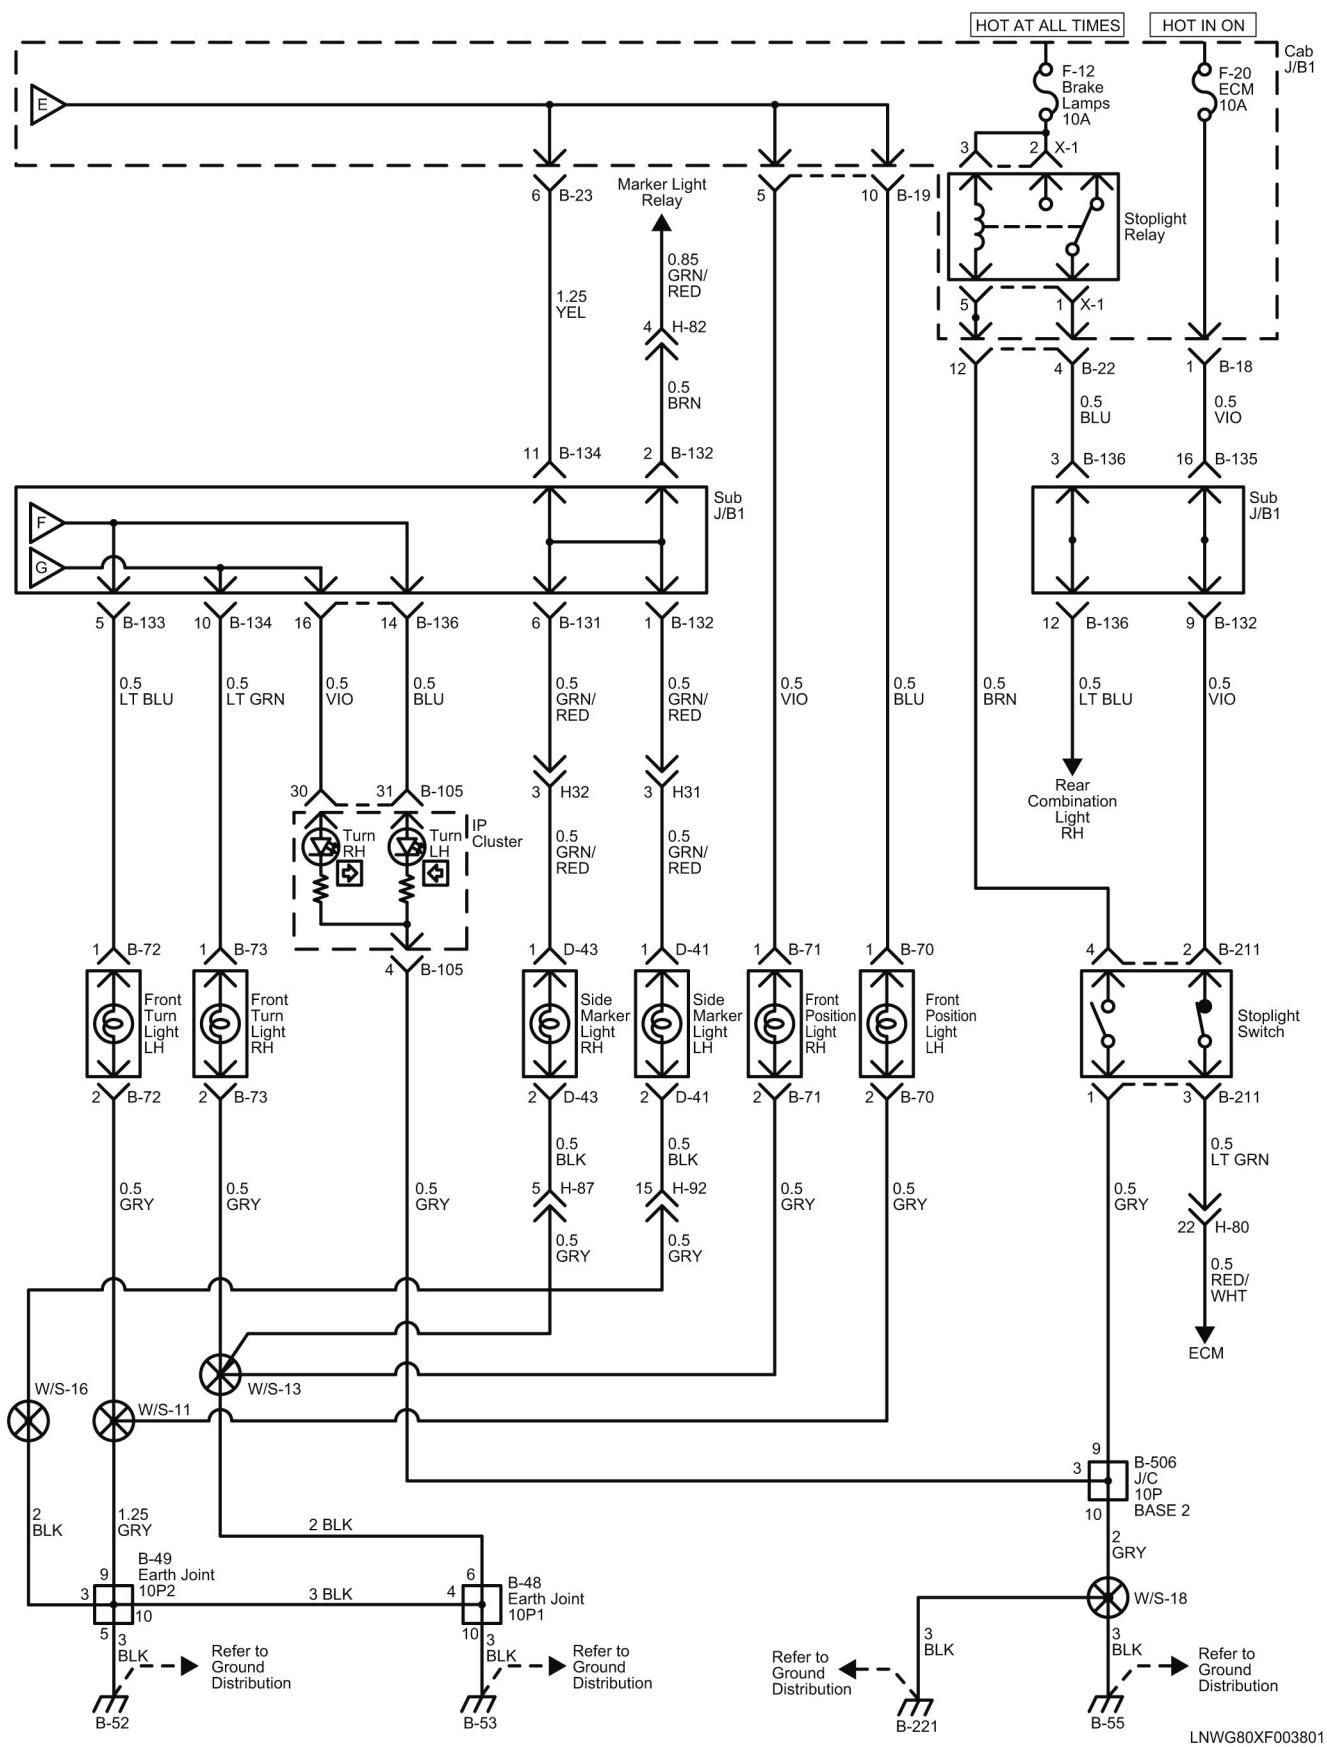 HOT AT ALL TIMES
HOT IN ON
Cab
J/B1
E
F-12
Brake
Lamps
10A
F-20
ECM
10A
3
2
X-1
6
B-23
Marker Light
Relay
5
10
B-19
Stoplight
Relay
5
1
X-1
0.85
GRN/
RED
1.25
YEL
4
H-82
12
4
B-22
1
B-18
0.5
BRN
0.5
BLU
0.5
VIO
11
B-134
2
B-132
3
B-136
16
B-135
Sub
J/B1
Sub
J/B1
F
G
5
B-133
10
B-134
16
14
B-136
6
B-131
1
B-132
12
B-136
9
B-132
0.5
LT BLU
0.5
LT GRN
0.5
VIO
0.5
BLU
0.5
GRN/
RED
0.5
GRN/
RED
0.5
VIO
0.5
BLU
0.5
BRN
0.5
LT BLU
0.5
VIO
30
31
B-105
3
H32
3
H31
Rear
Combination
Light
RH
IP
Cluster
Turn
RH
Turn
LH
0.5
GRN/
RED
0.5
GRN/
RED
1
B-72
1
B-73
4
B-105
1
D-43
1
D-41
1
B-71
1
B-70
4
2
B-211
Front
Turn
Light
LH
Front
Turn
Light
RH
Side
Marker
Light
RH
Side
Marker
Light
LH
Front
Position
Light
RH
Front
Position
Light
LH
Stoplight
Switch
2
B-72
2
B-73
2
D-43
2
D-41
2
B-71
2
B-70
1
3
B-211
0.5
BLK
0.5
BLK
0.5
LT GRN
0.5
GRY
0.5
GRY
0.5
GRY
5
H-87
15
H-92
0.5
GRY
0.5
GRY
0.5
GRY
22
H-80
0.5
GRY
0.5
GRY
0.5
RED/
WHT
ECM
W/S-16
W/S-13
W/S-11
9
3
B-506
J/C
10P
BASE 2
10
2
BLK
1.25
GRY
2 BLK
2
GRY
B-49
Earth Joint
10P2
9
3
10
5
3 BLK
6
4
B-48
Earth Joint
10P1
10
W/S-18
3
BLK
Refer to
Ground
Distribution
3
BLK
Refer to
Ground
Distribution
3
BLK
Refer to
Ground
Distribution
3
BLK
Refer to
Ground
Distribution
B-52
B-53
B-221
B-55
LNWG80XF003801